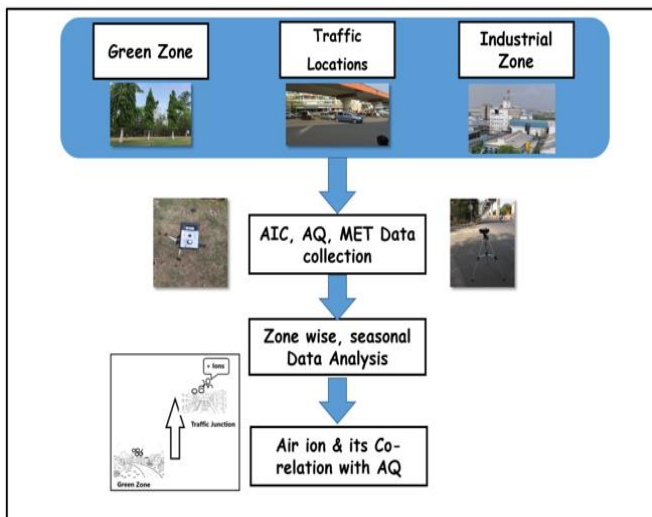 Green Zone
Traffic
Locations
Industrial
Zone
AIC, AQ, MET Data
collection
Zone wise, seasonal
Data Analysis
+ Ions
Traffic Junction
Green Zone
Air ion & its Co-
relation with AQ